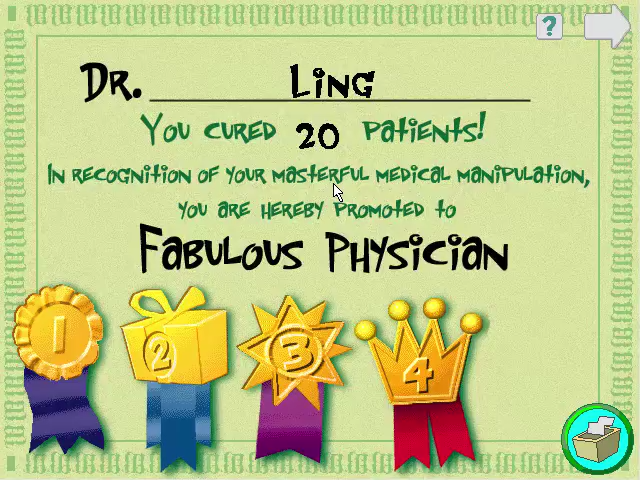 ?
Dr. Ling
You cured 20 patients!
In recognition of your masterful medical manipulation,
you are hereby promoted to
Fabulous Physician
1 2 3 4